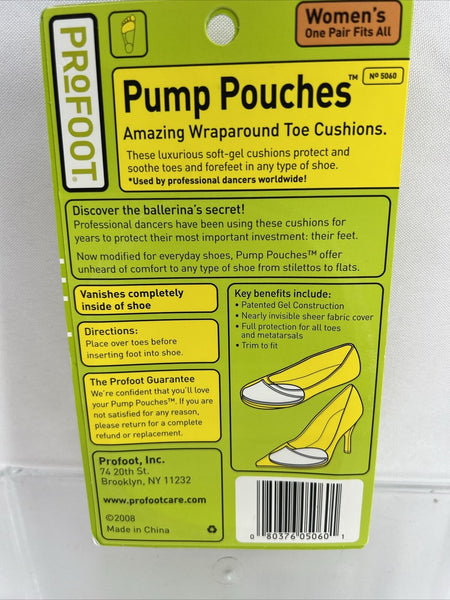 PROFOOT.
Women's
One Pair Fits All
Pump Pouches™
Nº 5060
Amazing Wraparound Toe Cushions.
These luxurious soft-gel cushions protect and
soothe toes and forefeet in any type of shoe.
*Used by professional dancers worldwide!
Discover the ballerina's secret!
Professional dancers have been using these cushions for
years to protect their most important investment: their feet.
Now modified for everyday shoes, Pump Pouches™ offer
unheard of comfort to any type of shoe from stilettos to flats.
Vanishes completely
inside of shoe
Directions:
Place over toes before
inserting foot into shoe.
The Profoot Guarantee
We're confident that you'll love
your Pump Pouches™. If you are
not satisfied for any reason,
please return for a complete
refund or replacement.
Profoot, Inc.
74 20th St.
Brooklyn, NY 11232
www.profootcare.com
©2008
Made in China
Key benefits include:
• Patented Gel Construction
• Nearly invisible sheer fabric cover
• Full protection for all toes
and metatarsals
• Trim to fit
0 80376 05060 1